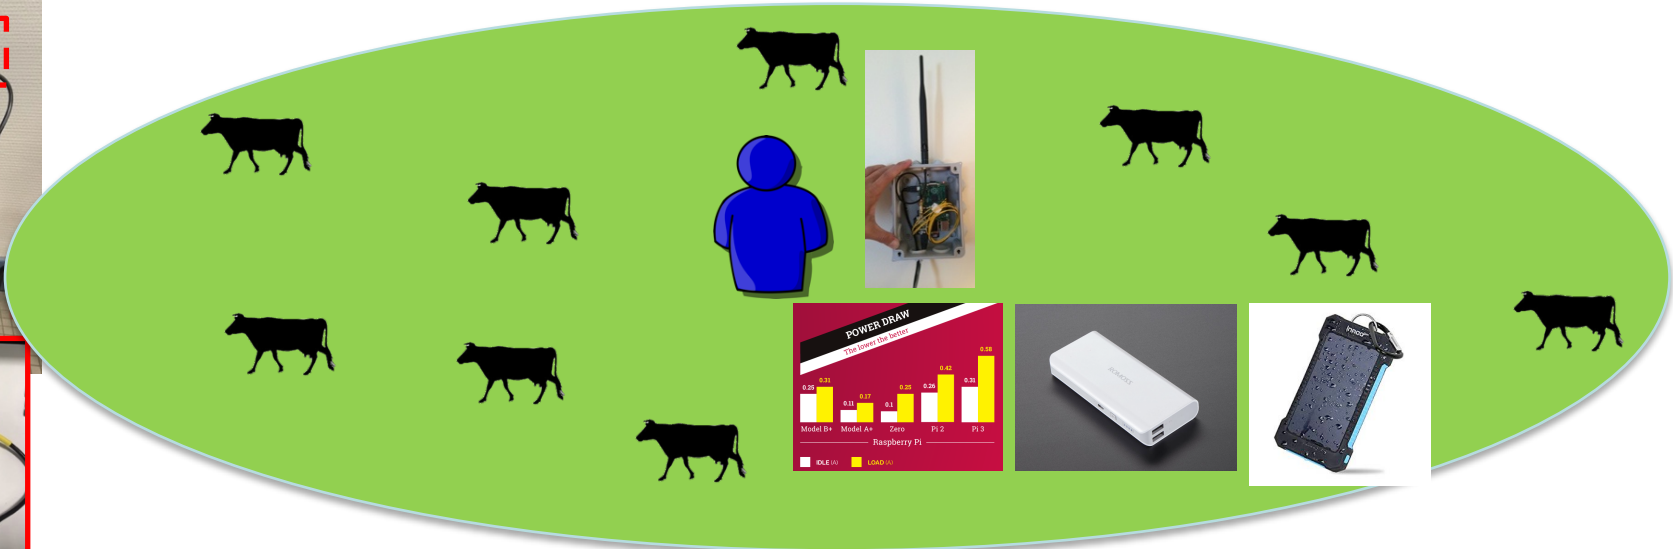 POWER DRAW
The lower the better
0.25 0.31 0.11 0.17 0.1 0.25 0.26 0.42 0.31 0.58
Model B+ Model A+ Zero Pi 2 Pi 3
Raspberry Pi
IDLE (A) LOAD (A)
ROMOSS